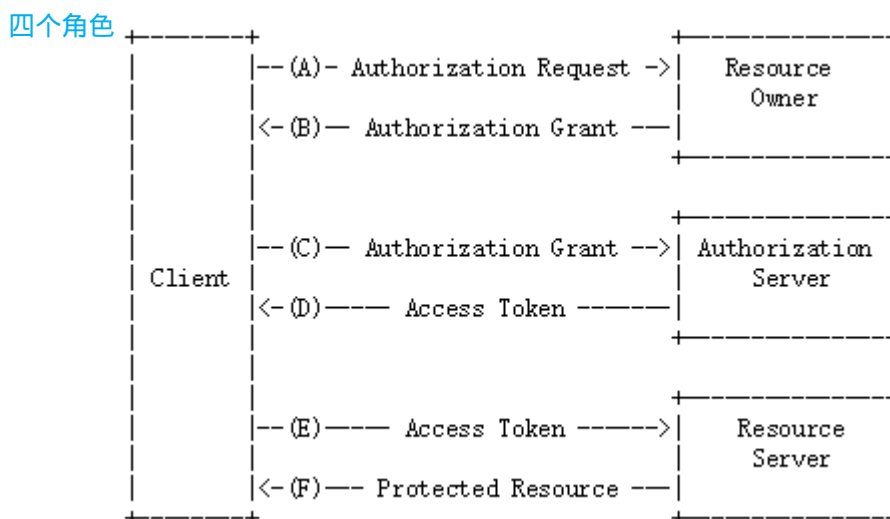 四个角色
--(A)- Authorization Request -> Resource
Owner
<-(B)-- Authorization Grant ---
--(C)-- Authorization Grant --> Authorization
Client Server
<-(D)---- Access Token ------
--(E)---- Access Token -----> Resource
Server
<-(F)--- Protected Resource ---